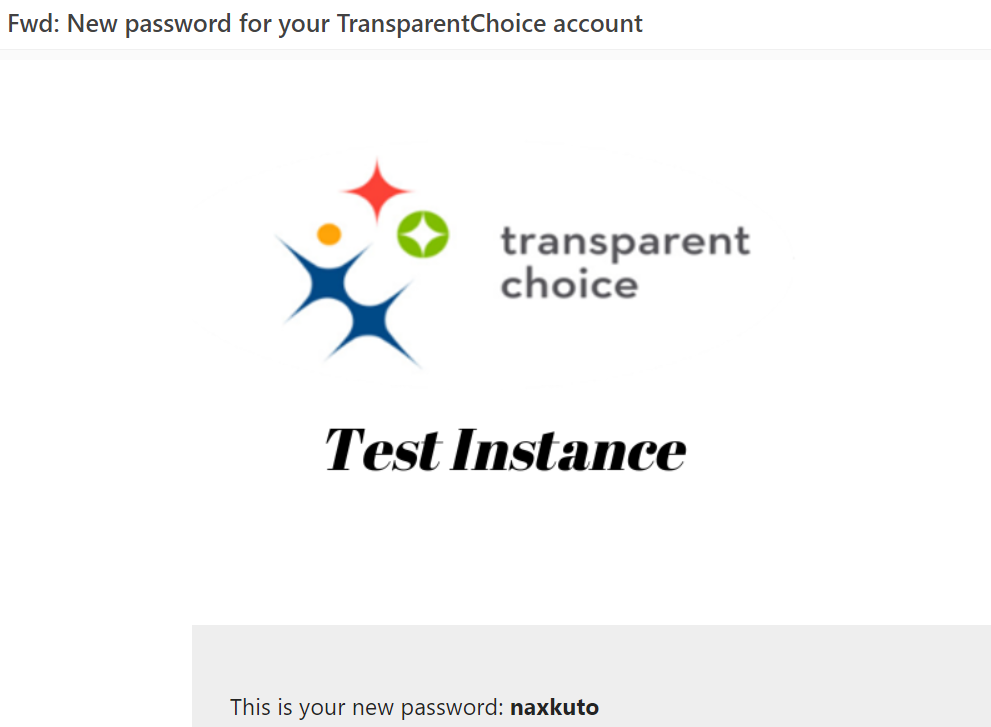 Fwd: New password for your TransparentChoice account
transparent
choice
Test Instance
This is your new password: naxkuto